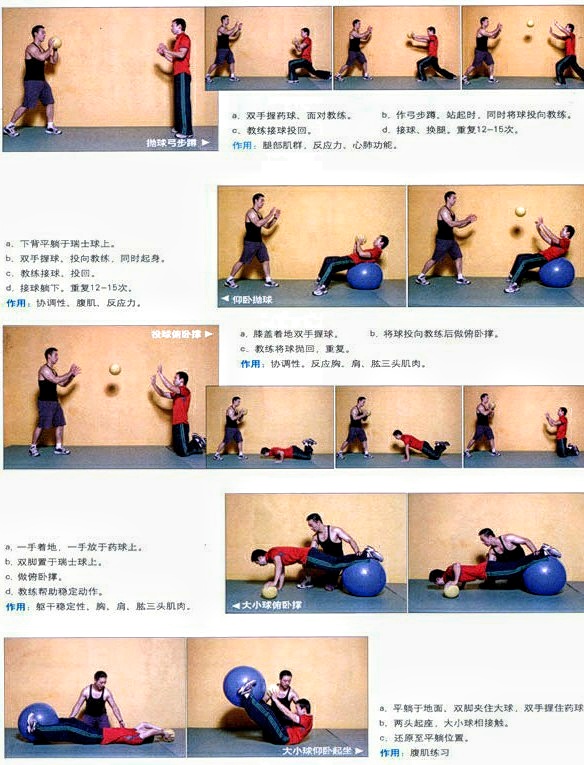 抛球弓步蹲
a. 双手握药球、面对教练。 b. 作弓步蹲，站起时，同时将球投向教练。
c. 教练接球投回。 d. 接球、换腿。重复12-15次。
作用：腿部肌群、反应力、心肺功能。
a. 下背平躺于瑞士球上。
b. 双手握球、投向教练，同时起身。
c. 教练接球、投回。
d. 接球躺下。重复12-15次。
作用：协调性、腹肌、反应力。
仰卧抛球
投球俯卧撑
a. 膝盖着地双手握球。 b. 将球投向教练后做俯卧撑。
c. 教练将球抛回，重复。
作用：协调性。反应胸、肩、肱三头肌肉。
a. 一手着地，一手放于药球上。
b. 双脚置于瑞士球上。
c. 做俯卧撑。
d. 教练帮助稳定动作。
作用：躯干稳定性、胸、肩、肱三头肌肉。
大小球俯卧撑
大小球仰卧起坐
a. 平躺于地面、双脚夹住大球，双手握住药球
b. 两头起座，大小球相接触。
c. 还原至平躺位置。
作用：腹肌练习